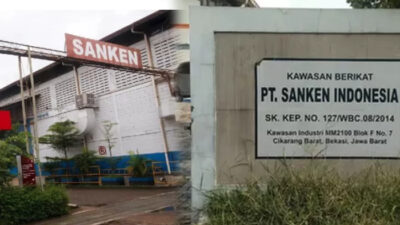 SANKEN
KAWASAN BERIKAT
PT. SANKEN INDONESIA
SK. KEP. NO. 127/WBC.08/2014
Kawasan Industri MM2100 Blok F No. 7
Cikarang Barat, Bekasi, Jawa Barat